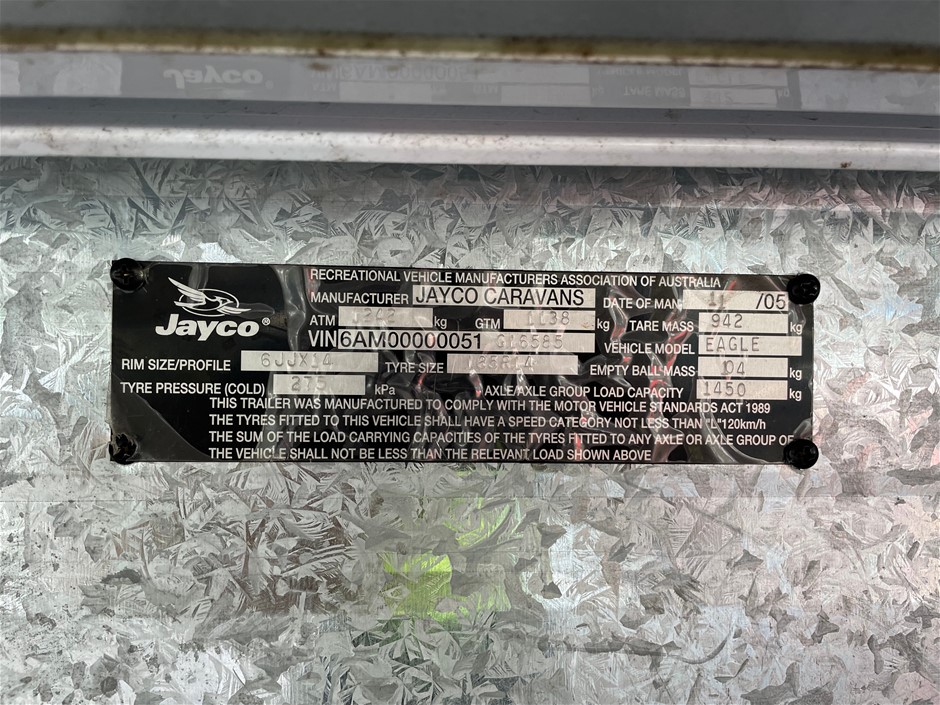 Jayco®
RECREATIONAL VEHICLE MANUFACTURERS ASSOCIATION OF AUSTRALIA
MANUFACTURER JAYCO CARAVANS DATE OF MAN. 11 /05
ATM 1242 kg GTM 1138 kg TARE MASS 942 kg
VIN 6AM00000051 G16585 VEHICLE MODEL EAGLE
RIM SIZE/PROFILE 6JJX14 TYRE SIZE EMPTY BALL MASS 104 kg
TYRE PRESSURE (COLD) 275 kPa AXLE/AXLE GROUP LOAD CAPACITY 1450 kg
THIS TRAILER WAS MANUFACTURED TO COMPLY WITH THE MOTOR VEHICLE STANDARDS ACT 1989
THE TYRES FITTED TO THIS VEHICLE SHALL HAVE A SPEED CATEGORY NOT LESS THAN "L"120km/h
THE SUM OF THE LOAD CARRYING CAPACITIES OF THE TYRES FITTED TO ANY AXLE OR AXLE GROUP OF
THE VEHICLE SHALL NOT BE LESS THAN THE RELEVANT LOAD SHOWN ABOVE